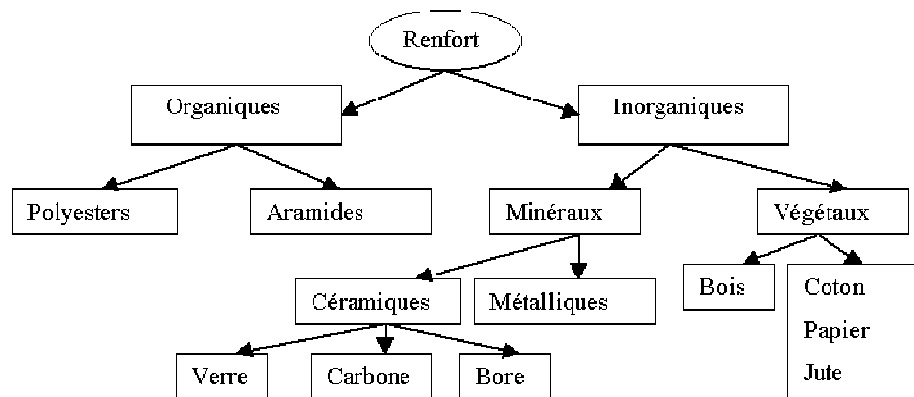 Renfort
Organiques
Inorganiques
Polyesters
Aramides
Minéraux
Végétaux
Céramiques
Métalliques
Bois
Coton
Papier
Jute
Verre
Carbone
Bore